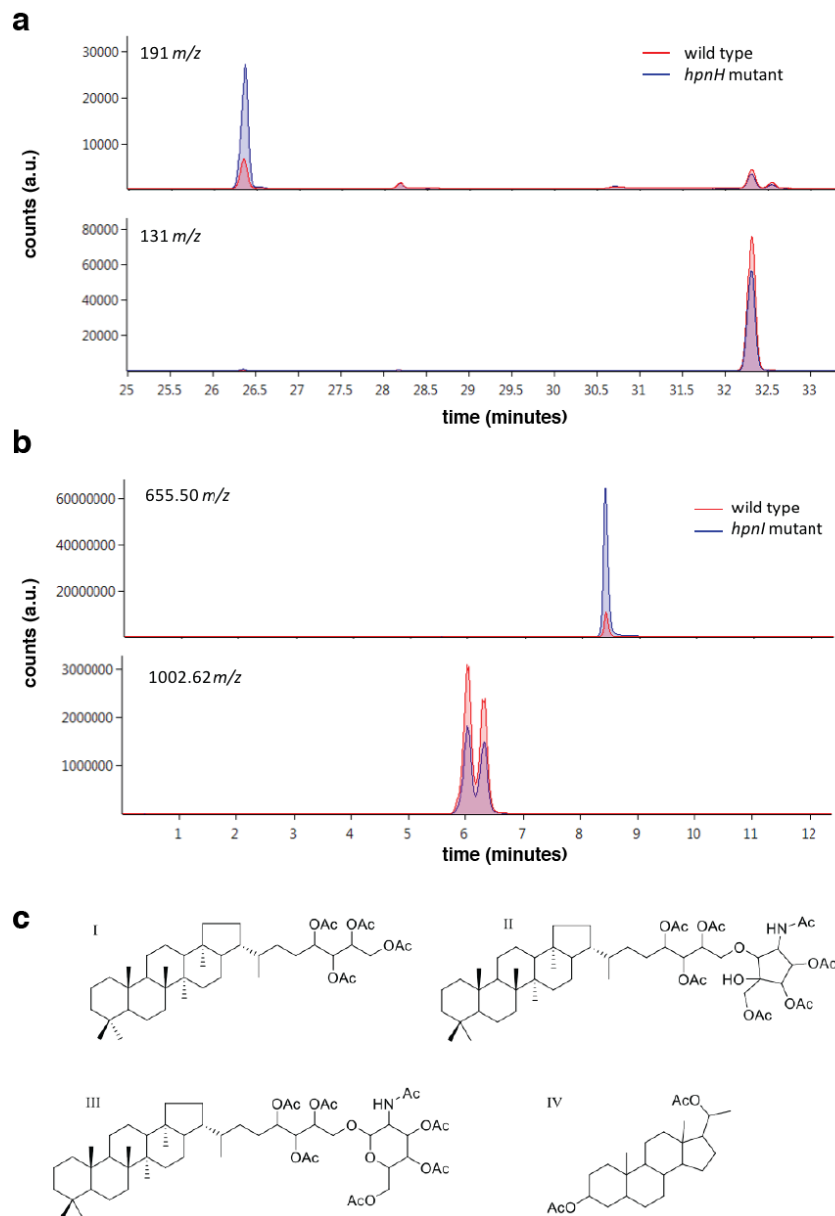 a
191 m/z
wild type
hpnH mutant
30000
20000
10000
131 m/z
80000
60000
40000
20000
counts (a.u.)
25 25.5 26 26.5 27 27.5 28 28.5 29 29.5 30 30.5 31 31.5 32 32.5 33
time (minutes)
b
655.50 m/z
wild type
hpnI mutant
60000000
40000000
20000000
1002.62 m/z
3000000
2000000
1000000
counts (a.u.)
1 2 3 4 5 6 7 8 9 10 11 12
time (minutes)
c
I
OAc OAc
OAc
OAc
II
Ac
HN
OAc OAc
O
OAc
HO
OAc
OAc
OAc
III
Ac
HN
OAc OAc
O
OAc
OAc
O
OAc
AcO
IV
AcO
AcO